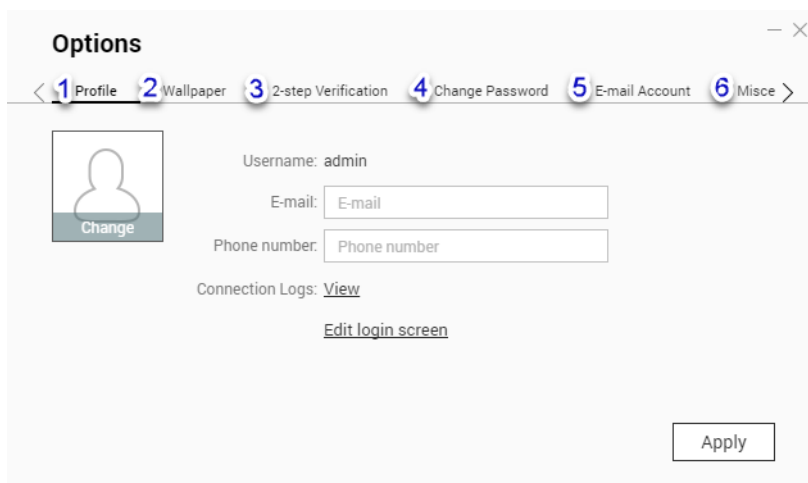 Options
1 Profile 2 Wallpaper 3 2-step Verification 4 Change Password 5 E-mail Account 6 Misce
Change
Username: admin
E-mail: E-mail
Phone number: Phone number
Connection Logs: View
Edit login screen
Apply